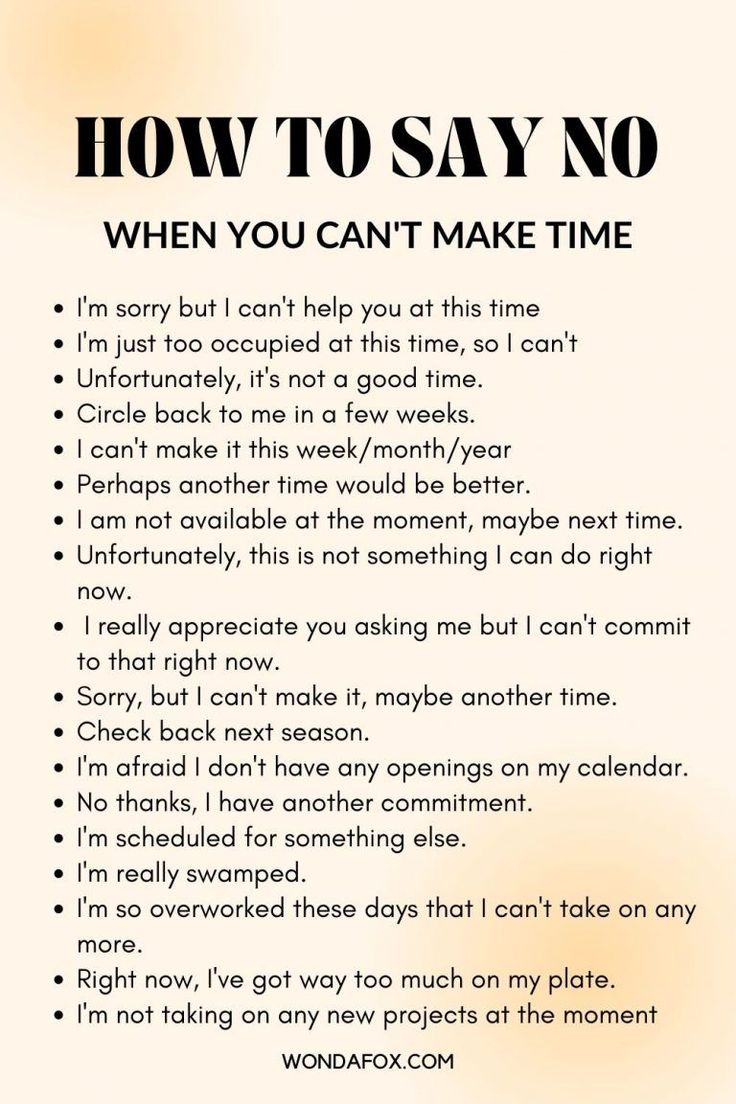 HOW TO SAY NO
WHEN YOU CAN'T MAKE TIME
• I'm sorry but I can't help you at this time
• I'm just too occupied at this time, so I can't
• Unfortunately, it's not a good time.
• Circle back to me in a few weeks.
• I can't make it this week/month/year
• Perhaps another time would be better.
• I am not available at the moment, maybe next time.
• Unfortunately, this is not something I can do right
now.
• I really appreciate you asking me but I can't commit
to that right now.
• Sorry, but I can't make it, maybe another time.
• Check back next season.
• I'm afraid I don't have any openings on my calendar.
• No thanks, I have another commitment.
• I'm scheduled for something else.
• I'm really swamped.
• I'm so overworked these days that I can't take on any
more.
• Right now, I've got way too much on my plate.
• I'm not taking on any new projects at the moment
WONDAFOX.COM